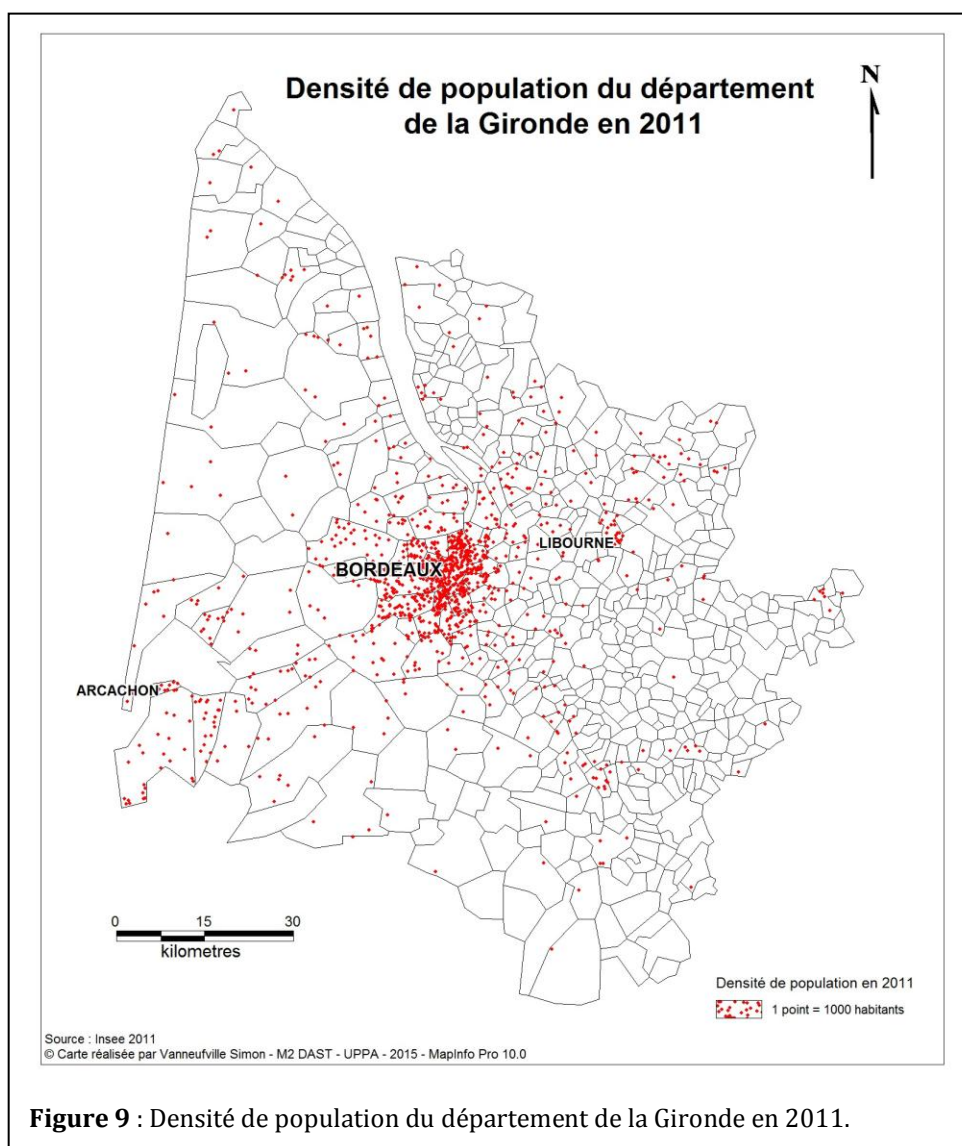 Densité de population du département
de la Gironde en 2011
N
LIBOURNE
BORDEAUX
ARCACHON
0 15 30
kilometres
Densité de population en 2011
1 point = 1000 habitants
Source : Insee 2011
© Carte réalisée par Vanneufville Simon - M2 DAST - UPPA - 2015 - MapInfo Pro 10.0
Figure 9 : Densité de population du département de la Gironde en 2011.